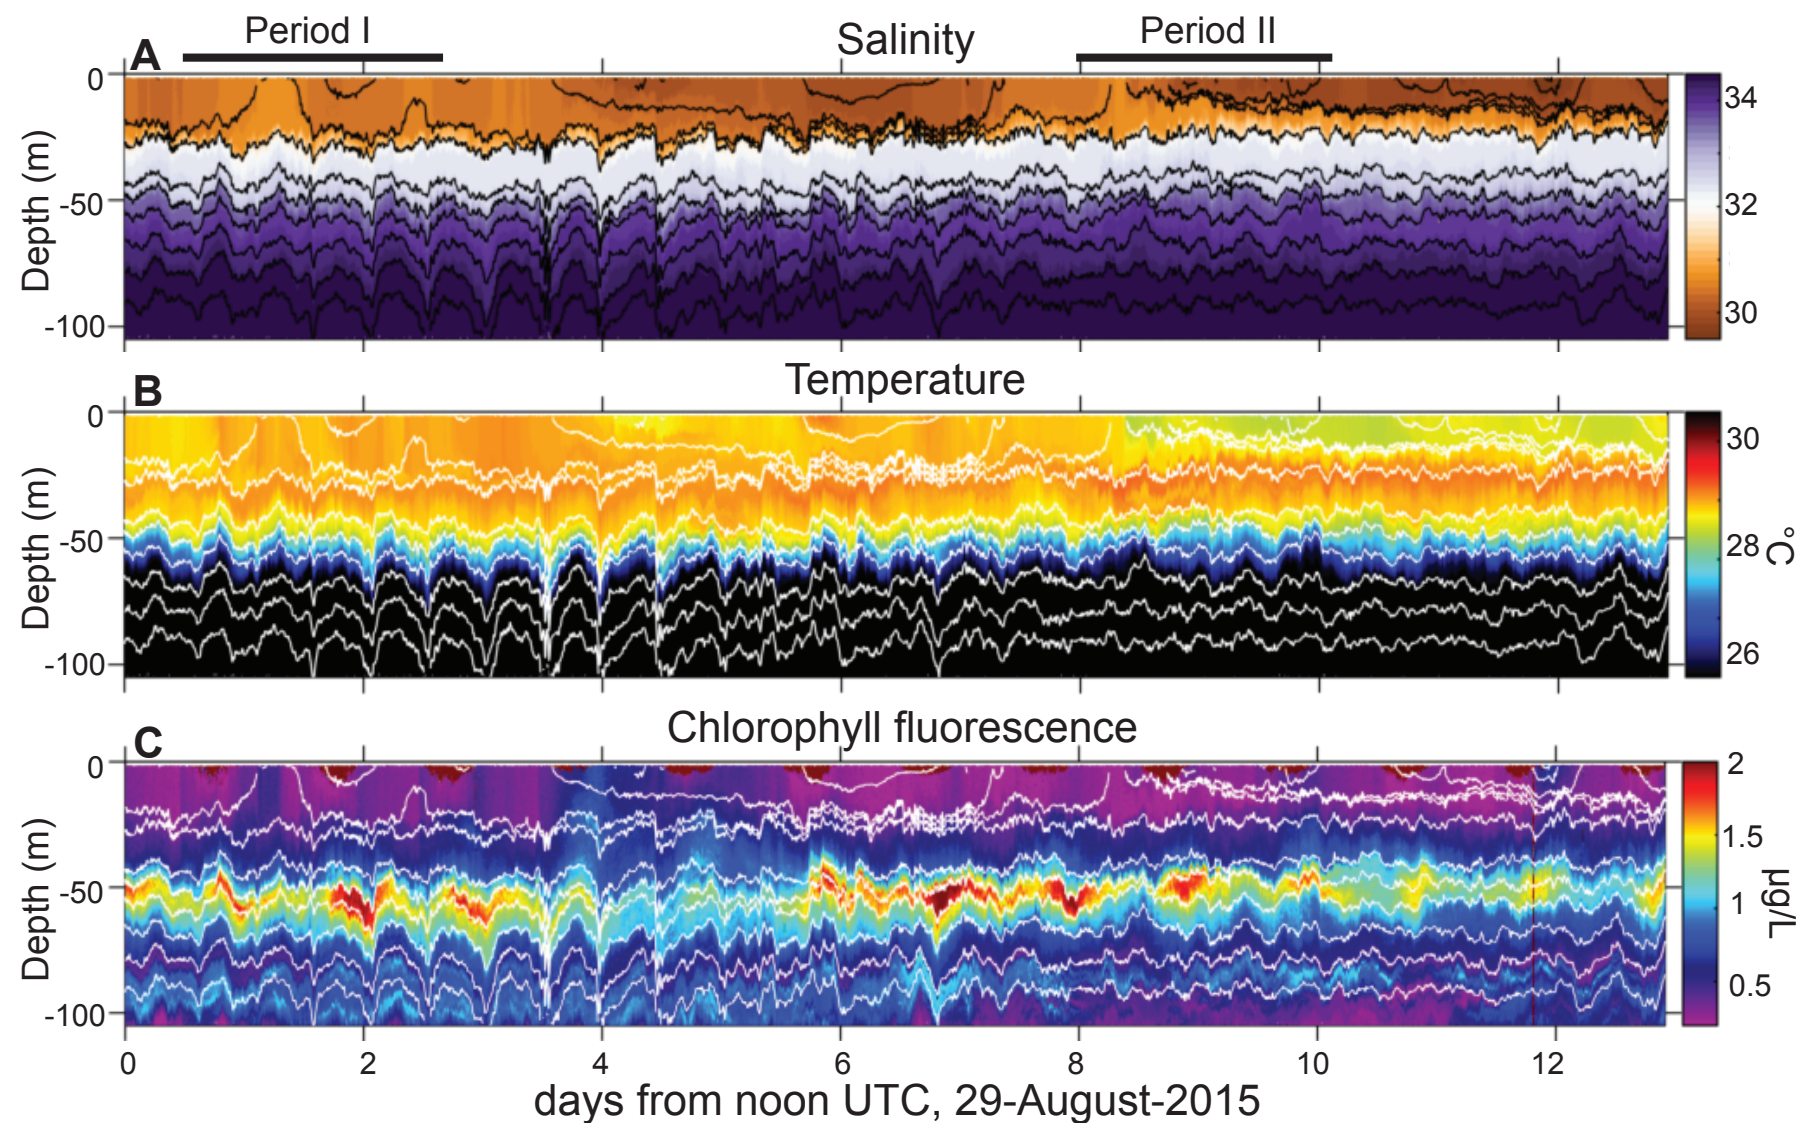 Period I
Salinity
Period II
A
0
-50
-100
Depth (m)
34
32
30
Temperature
B
0
-50
-100
Depth (m)
30
28
26
°C
Chlorophyll fluorescence
C
0
-50
-100
Depth (m)
2
1.5
1
0.5
µg/L
0 2 4 6 8 10 12
days from noon UTC, 29-August-2015